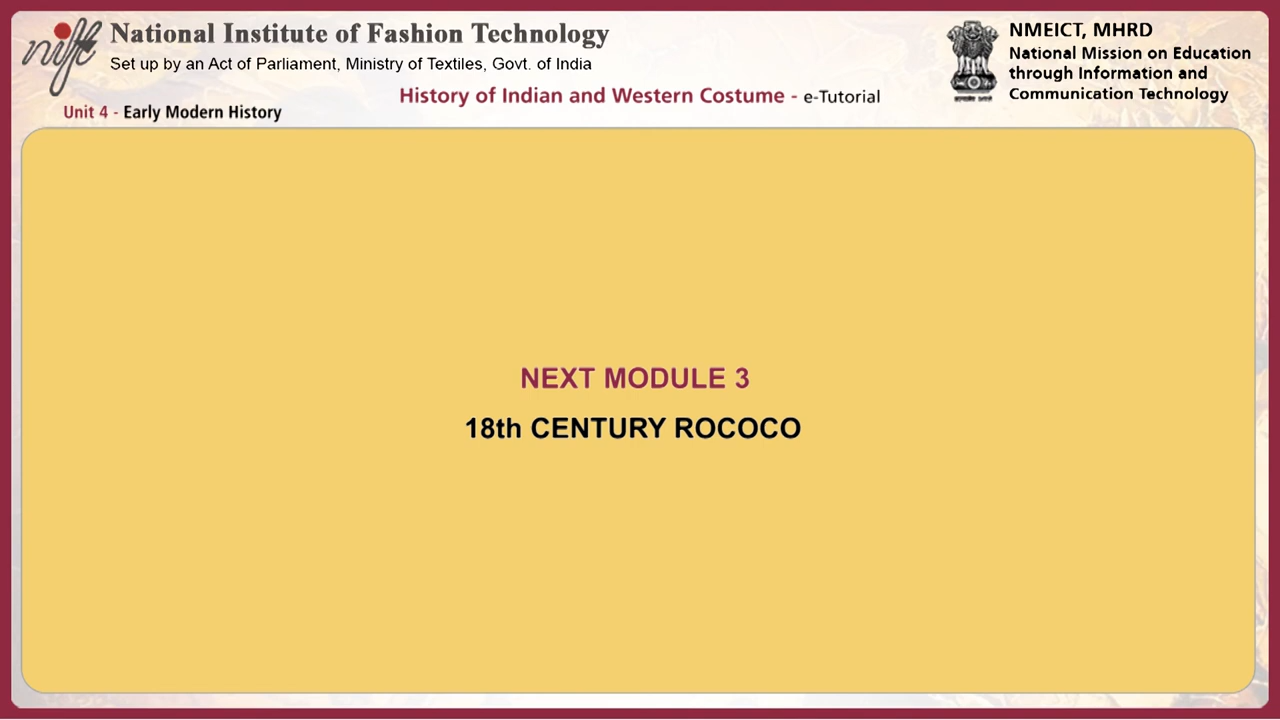 nift
National Institute of Fashion Technology
Set up by an Act of Parliament, Ministry of Textiles, Govt. of India
Unit 4 - Early Modern History
History of Indian and Western Costume - e-Tutorial
NMEICT, MHRD
National Mission on Education
through Information and
Communication Technology
NEXT MODULE 3
18th CENTURY ROCOCO